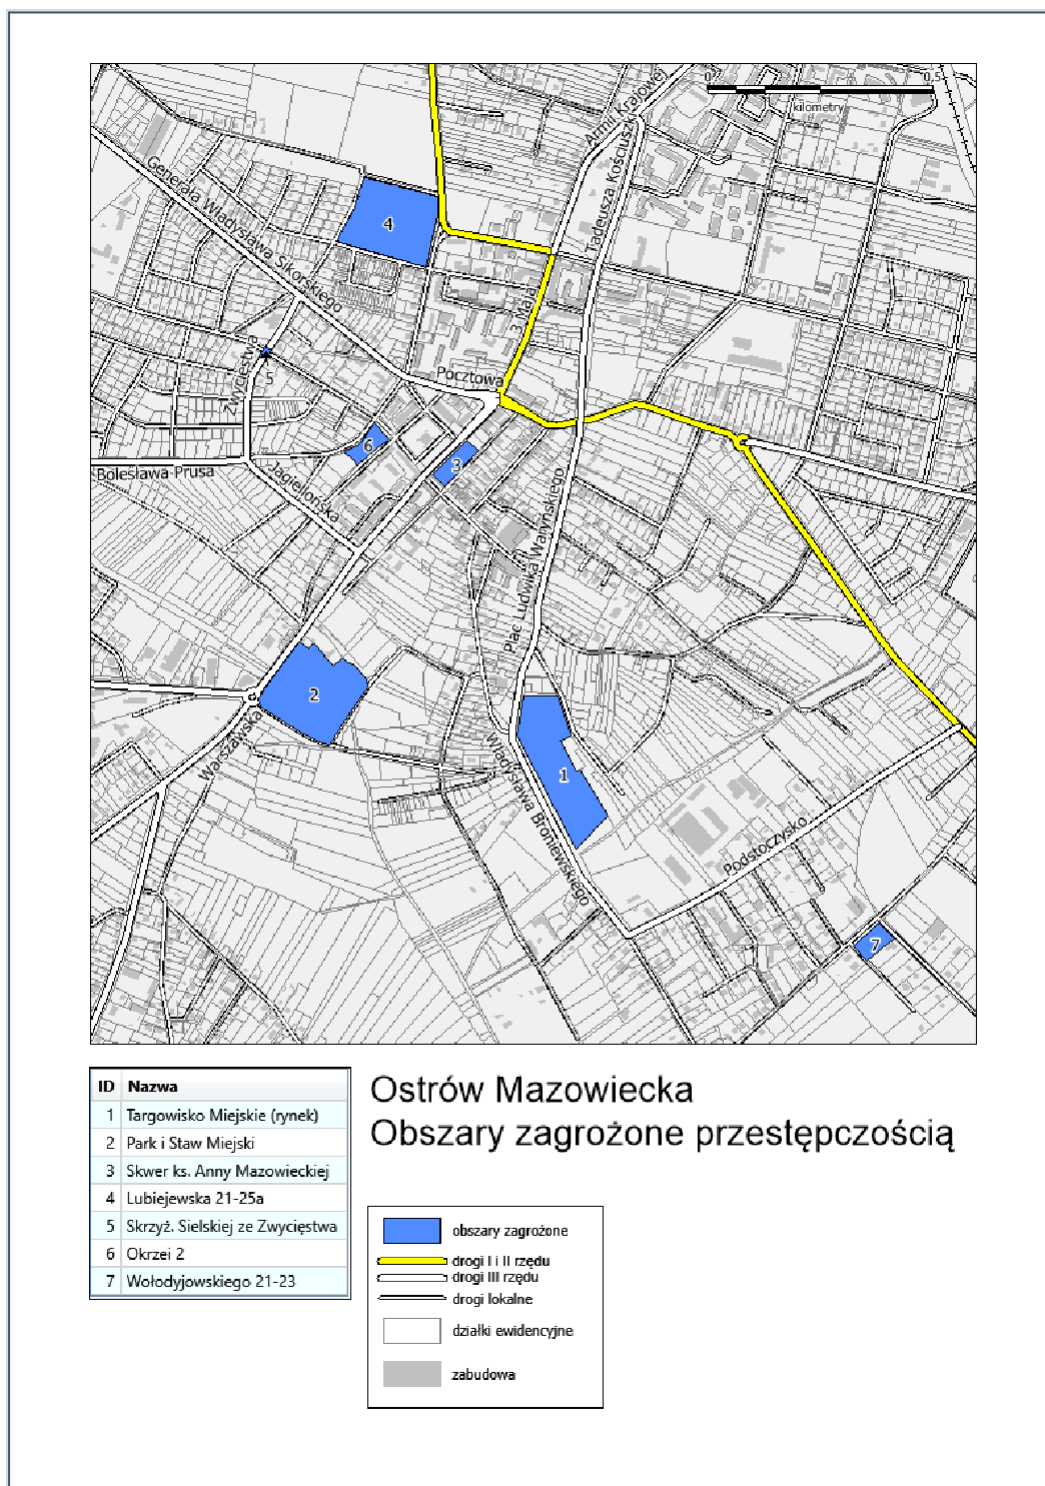 0 0.5
kilometry
Armii Krajowej
Tadeusza Kościuszki
Generała Władysława Sikorskiego
4
3 Maja
Zwycięstwa
5
Pocztowa
6
3
Bolesława Prusa
Jagiellońska
Plac Ludwika Waryńskiego
2
Warszawska
1
Władysława Broniewskiego
Podstoczysko
7
ID Nazwa
1 Targowisko Miejskie (rynek)
2 Park i Staw Miejski
3 Skwer ks. Anny Mazowieckiej
4 Lubiejewska 21-25a
5 Skrzyż. Sielskiej ze Zwycięstwa
6 Okrzei 2
7 Wołodyjowskiego 21-23
Ostrów Mazowiecka
Obszary zagrożone przestępczością
obszary zagrożone
drogi I i II rzędu
drogi III rzędu
drogi lokalne
działki ewidencyjne
zabudowa